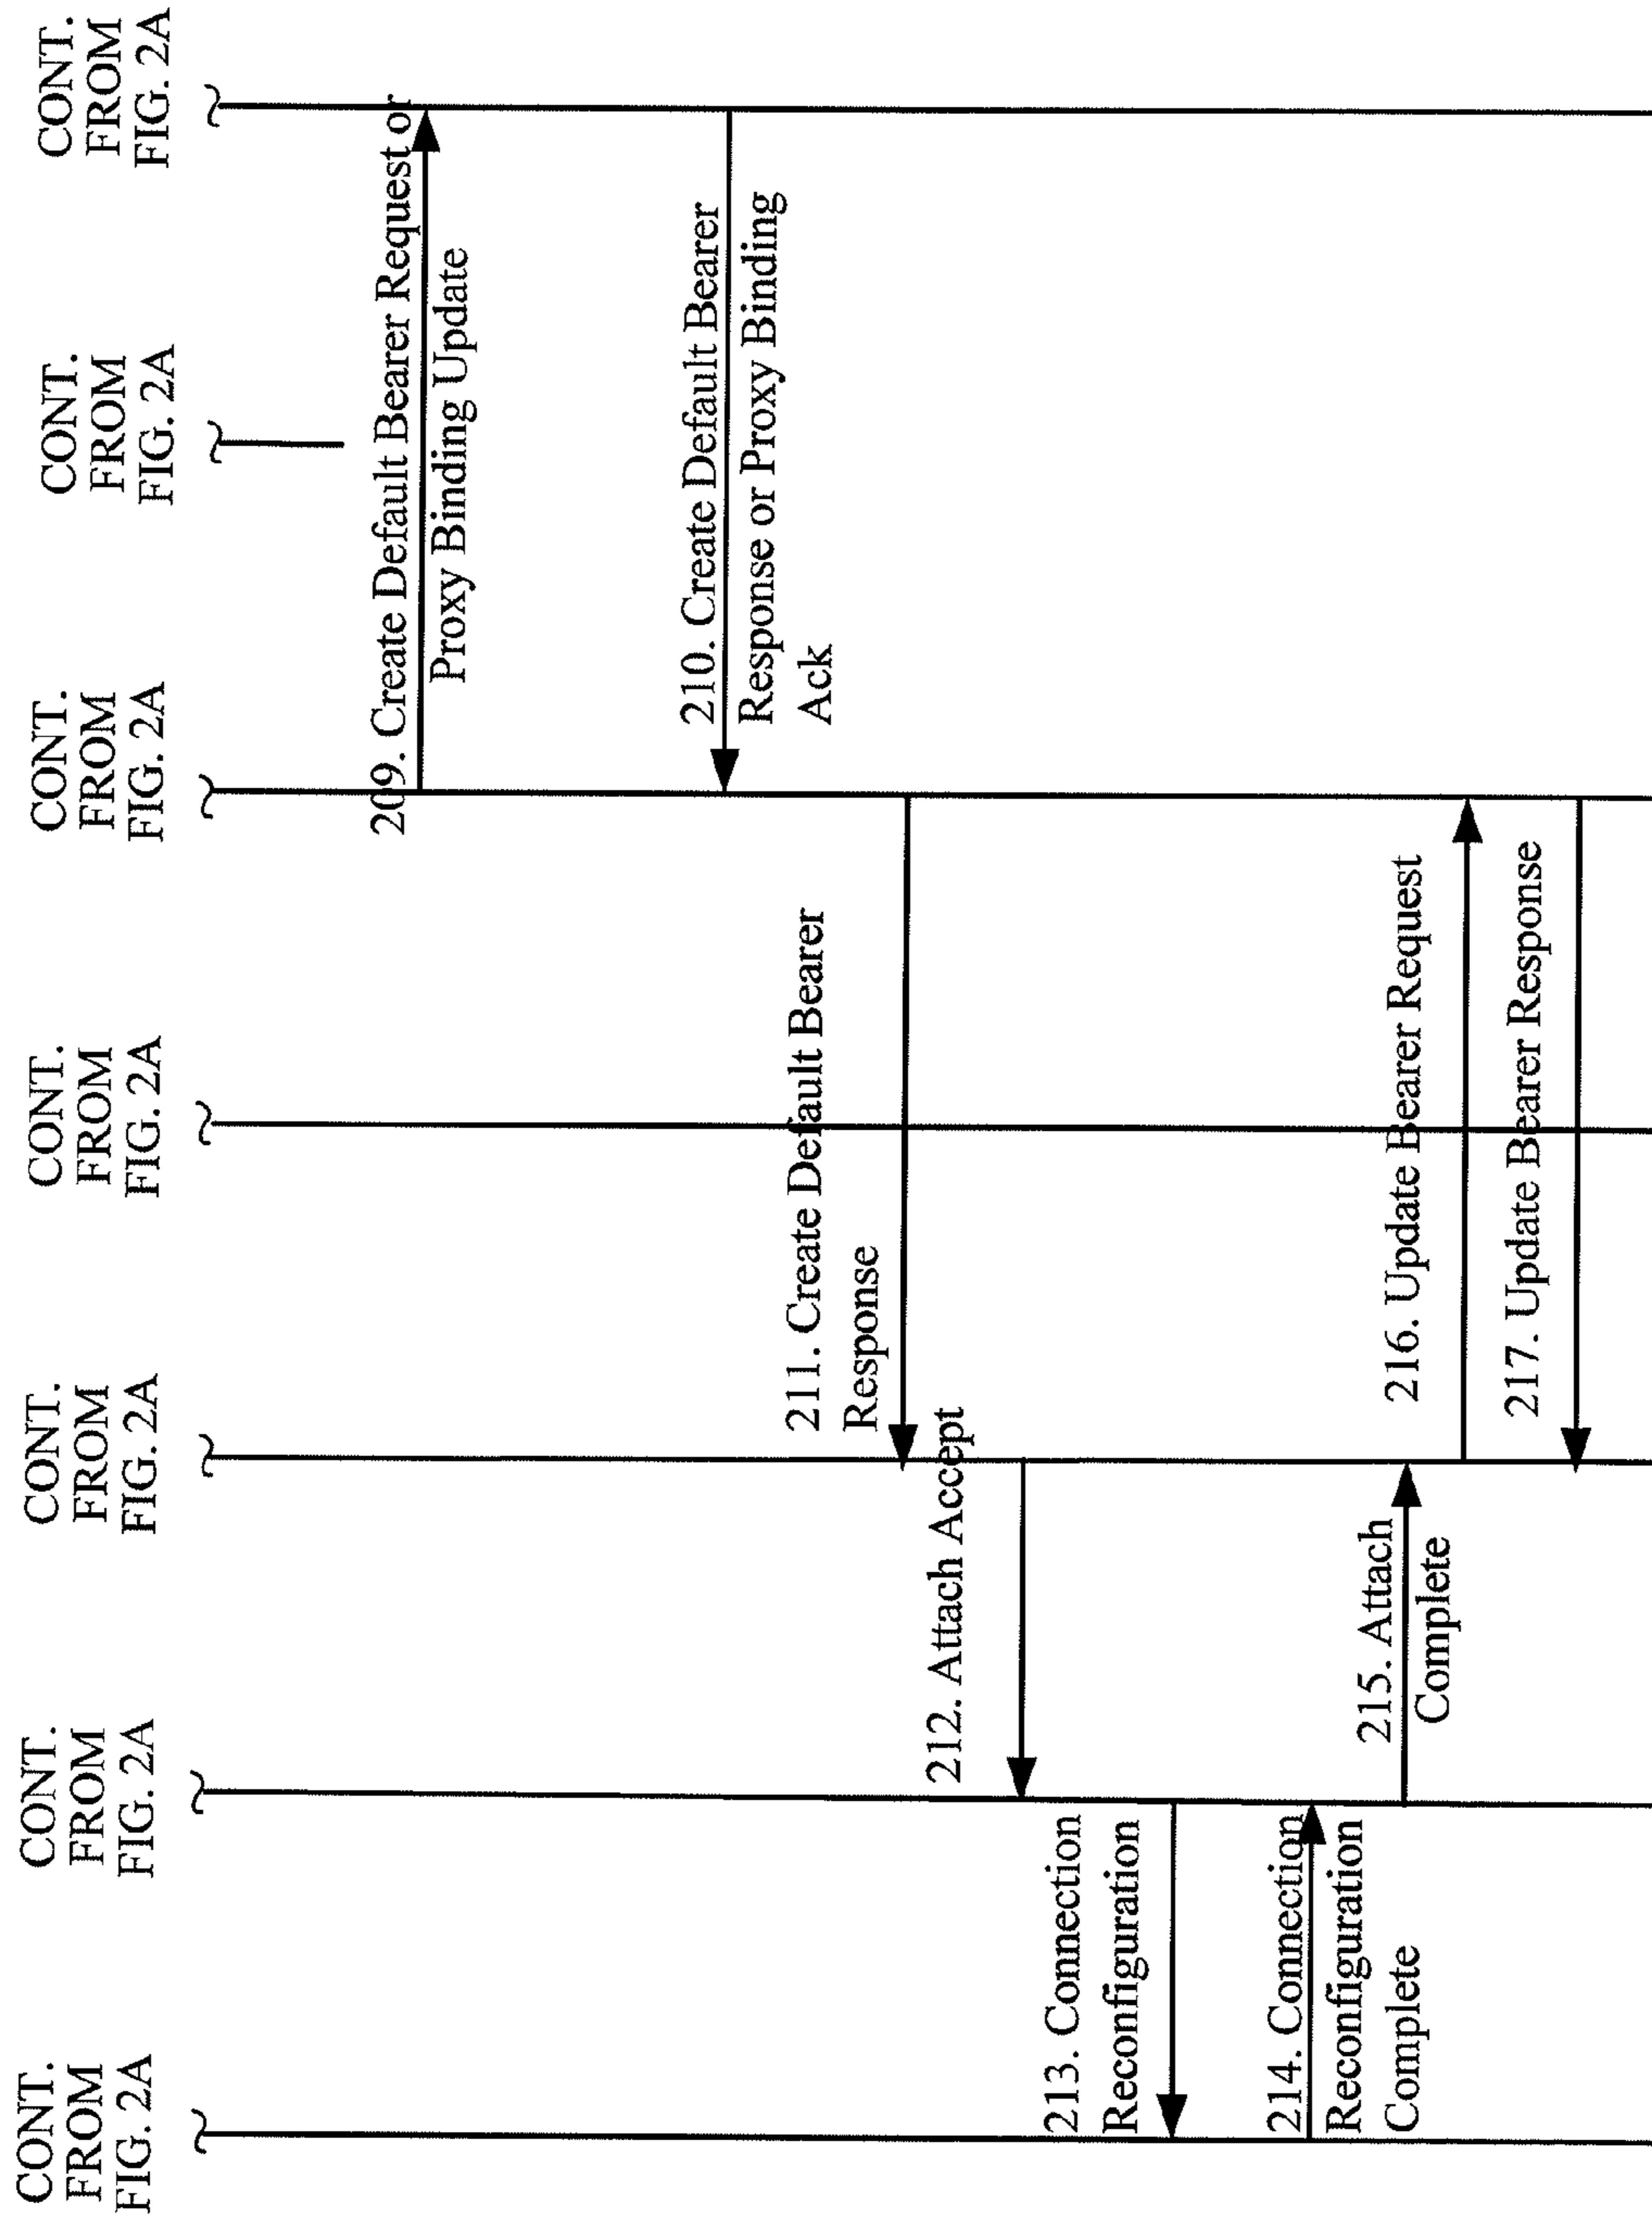 CONT.
FROM
FIG. 2A
CONT.
FROM
FIG. 2A
CONT.
FROM
FIG. 2A
CONT.
FROM
FIG. 2A
CONT.
FROM
FIG. 2A
CONT.
FROM
FIG. 2A
CONT.
FROM
FIG. 2A
209. Create Default Bearer Request or
Proxy Binding Update
210. Create Default Bearer
Response or Proxy Binding
Ack
211. Create Default Bearer
Response
212. Attach Accept
213. Connection
Reconfiguration
214. Connection
Reconfiguration
Complete
215. Attach
Complete
216. Update Bearer Request
217. Update Bearer Response